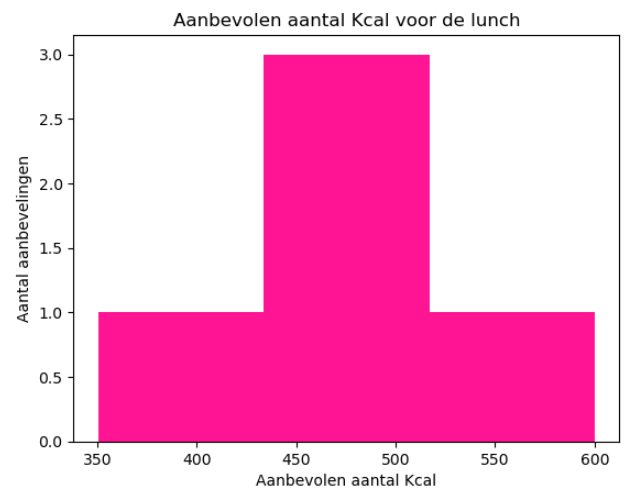 Aanbevolen aantal Kcal voor de lunch
3.0
2.5
2.0
1.5
1.0
0.5
0.0
Aantal aanbevelingen
350 400 450 500 550 600
Aanbevolen aantal Kcal